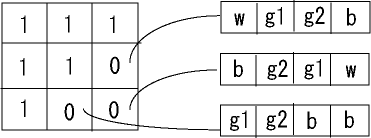 1 1 1
1 1 0
1 0 0
w g1 g2 b
b g2 g1 w
g1 g2 b b